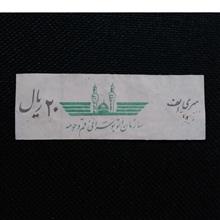 ۲۰ ریال
سری الف
سازمان اتوبوسرانی قم و حومه